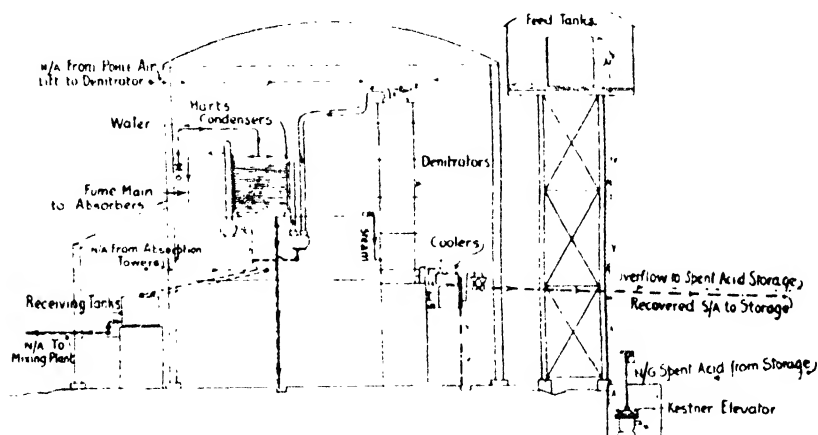 Feed Tanks.
N/A From Pohle Air
Lift to Denitrator
Harts
Condensers
Water
Denitrators
Fume Main
to Absorbers
Steam
Coolers
N/A From Absorption
Towers
Overflow to Spent Acid Storage
Receiving Tanks
Recovered S/A to Storage
N/A To
Mixing Plant
N/G Spent Acid from Storage
Kestner Elevator